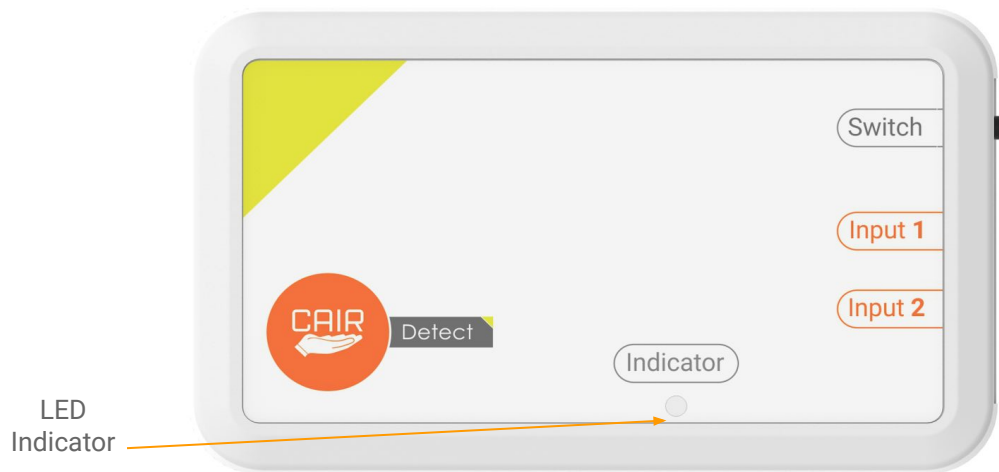 Switch
Input 1
Input 2
CAIR
Detect
Indicator
LED
Indicator